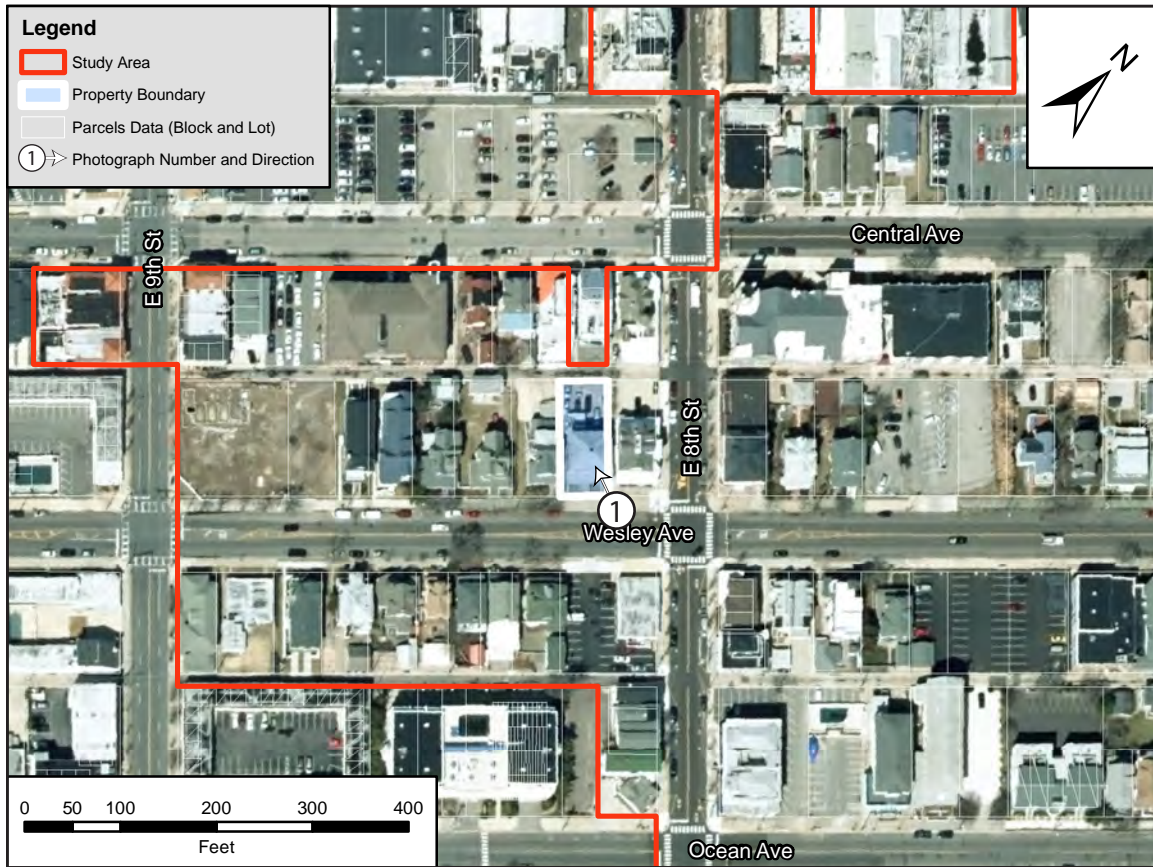 Legend
Study Area
Property Boundary
Parcels Data (Block and Lot)
1 Photograph Number and Direction
N
Central Ave
E 9th St
E 8th St
1
Wesley Ave
0 50 100 200 300 400
Feet
Ocean Ave